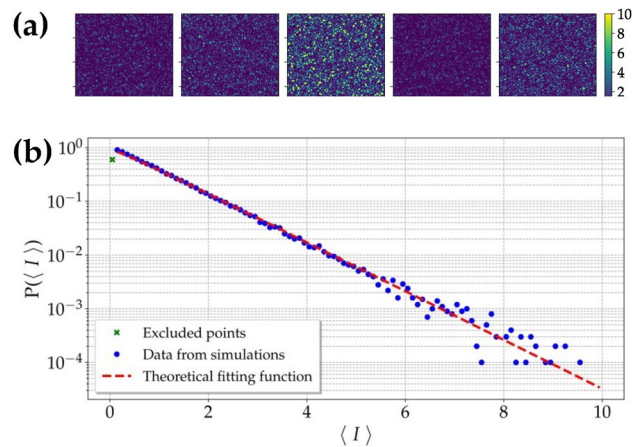 (a)
10
8
6
4
2
(b)
10⁰
10⁻¹
10⁻²
10⁻³
10⁻⁴
P(⟨ I ⟩)
Excluded points
Data from simulations
Theoretical fitting function
0 2 4 6 8 10
⟨ I ⟩